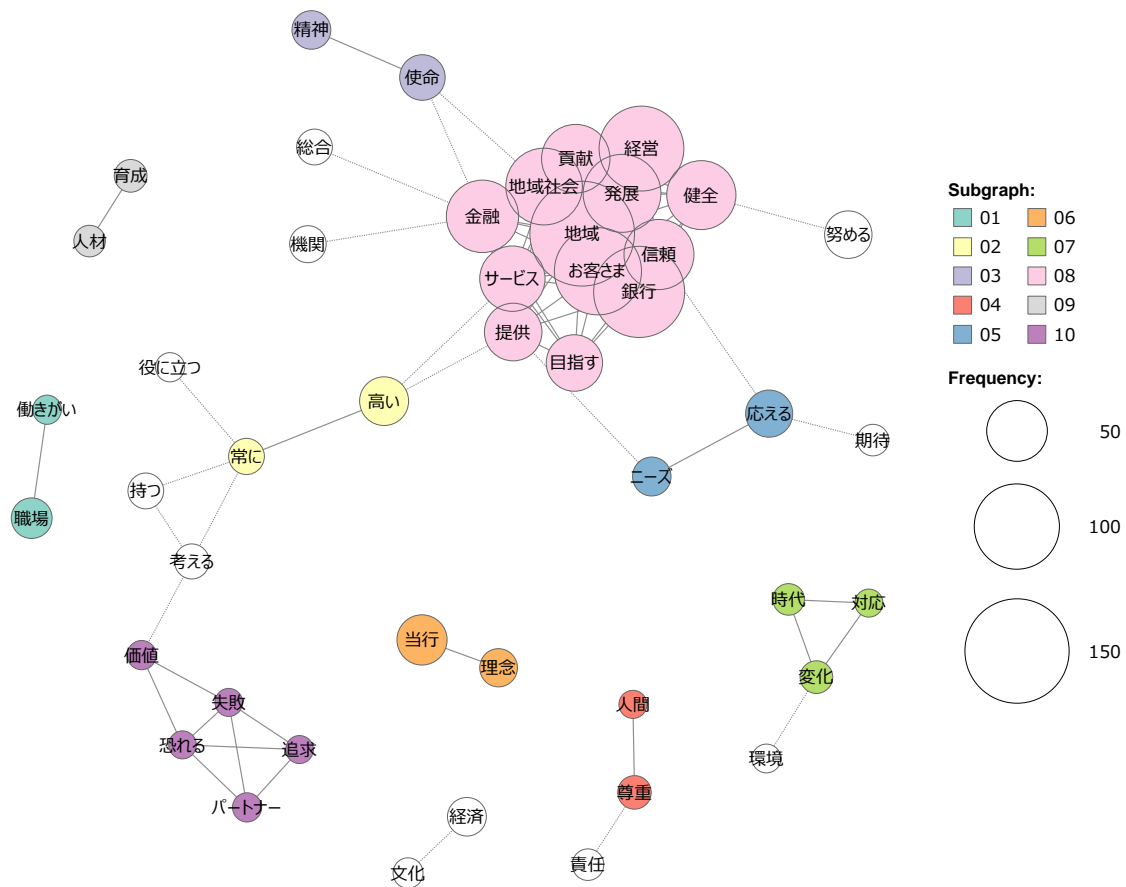 精神
使命
総合
貢献
経営
育成
地域社会
発展
健全
金融
人材
機関
地域
信頼
努める
サービス
お客さま
銀行
提供
目指す
役に立つ
働きがい
高い
応える
期待
常に
ニーズ
持つ
職場
考える
時代
対応
当行
価値
理念
変化
失敗
人間
恐れる
追求
環境
パートナー
尊重
経済
文化
責任
Subgraph:
01 06
02 07
03 08
04 09
05 10
Frequency:
50
100
150